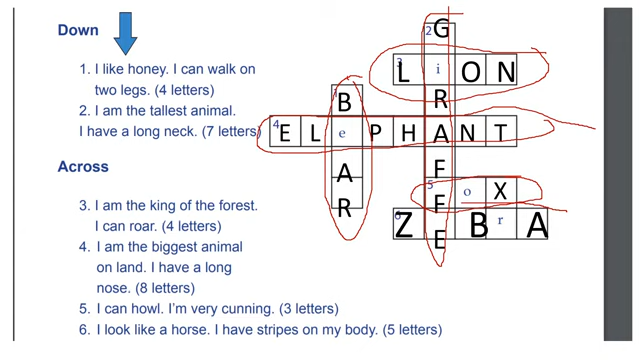 Down
1. I like honey. I can walk on
two legs. (4 letters)
2. I am the tallest animal.
I have a long neck. (7 letters)
Across
3. I am the king of the forest.
I can roar. (4 letters)
4. I am the biggest animal
on land. I have a long
nose. (8 letters)
5. I can howl. I'm very cunning. (3 letters)
6. I look like a horse. I have stripes on my body. (5 letters)
2 G
3 L i O N
1 B R
4 E L e P H A N T
A F
5 F o X
R
6 Z E B r A